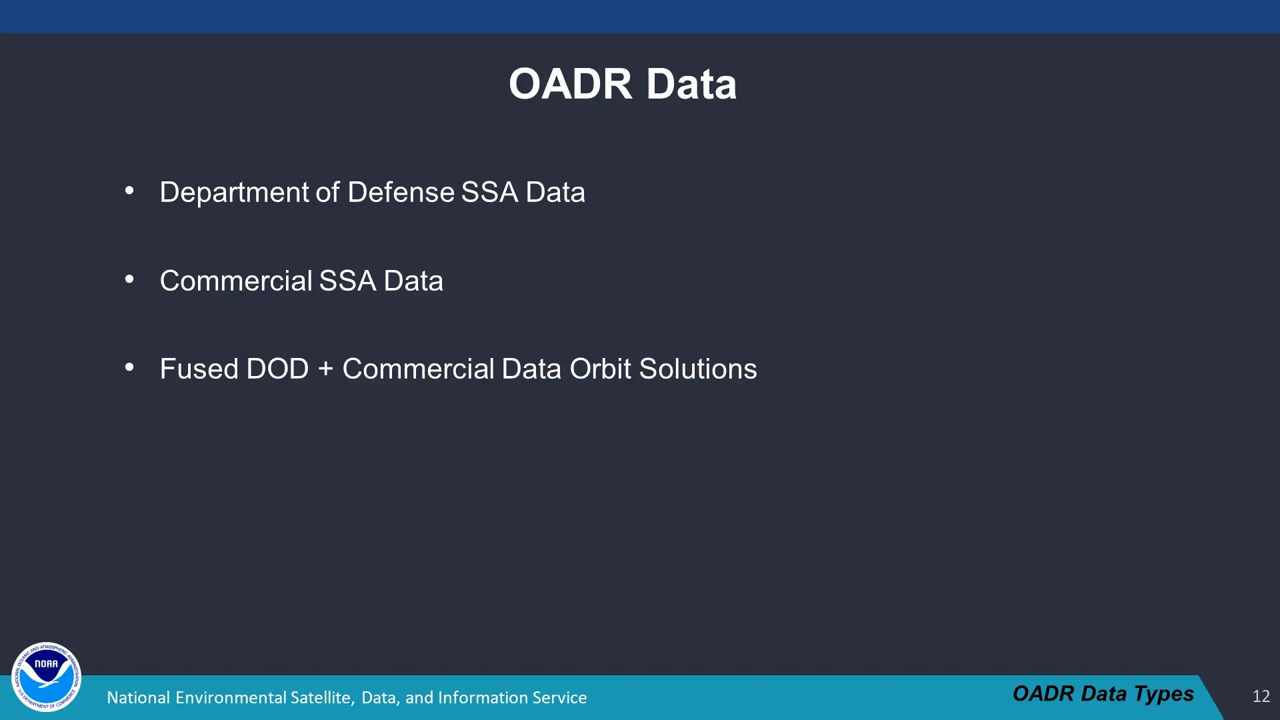 OADR Data
• Department of Defense SSA Data
• Commercial SSA Data
• Fused DOD + Commercial Data Orbit Solutions
NOAA
National Environmental Satellite, Data, and Information Service
OADR Data Types
12